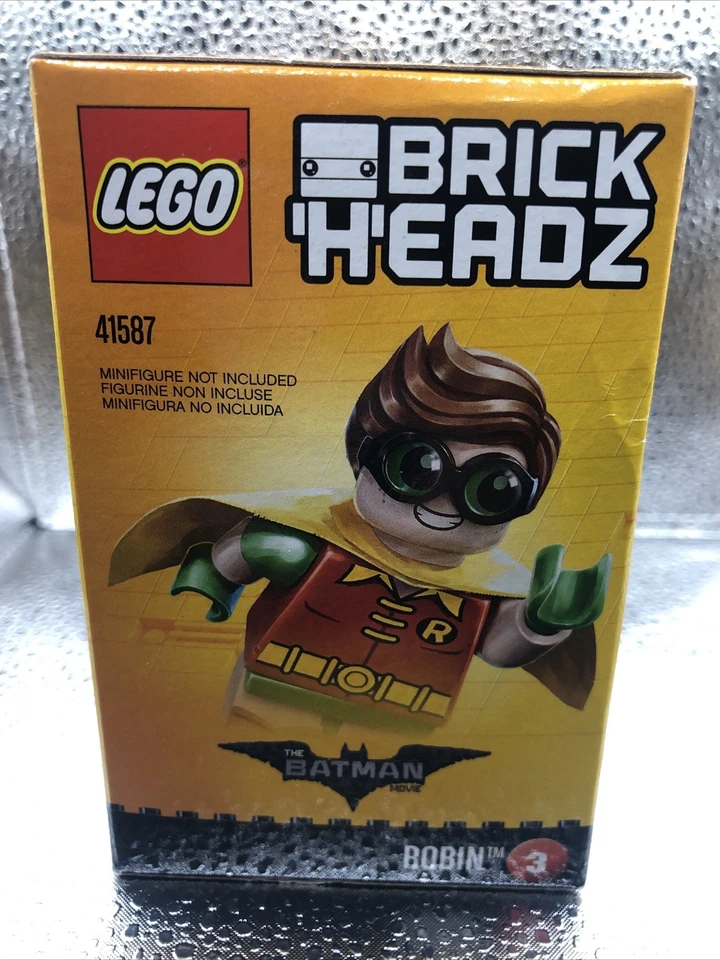 LEGO®
BRICK
HEADZ
41587
MINIFIGURE NOT INCLUDED
FIGURINE NON INCLUSE
MINIFIGURA NO INCLUIDA
R
THE
BATMAN
MOVIE
ROBIN™ 3